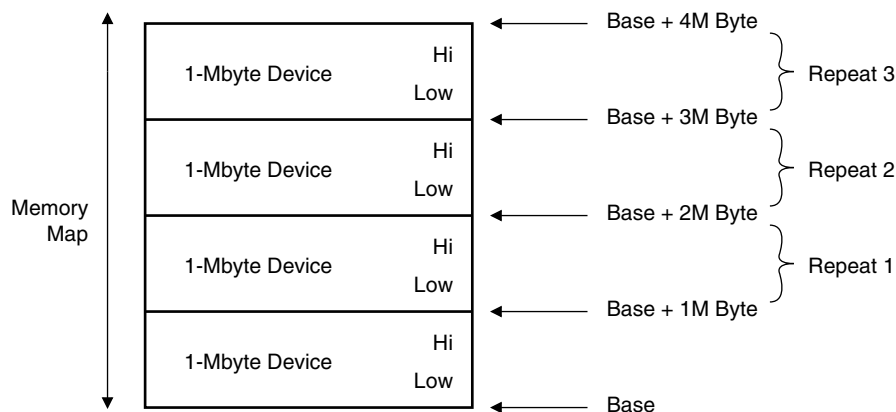 Base + 4M Byte
Hi
1-Mbyte Device
Repeat 3
Low
Base + 3M Byte
Hi
1-Mbyte Device
Repeat 2
Low
Memory
Map
Base + 2M Byte
Hi
1-Mbyte Device
Repeat 1
Low
Base + 1M Byte
Hi
1-Mbyte Device
Low
Base